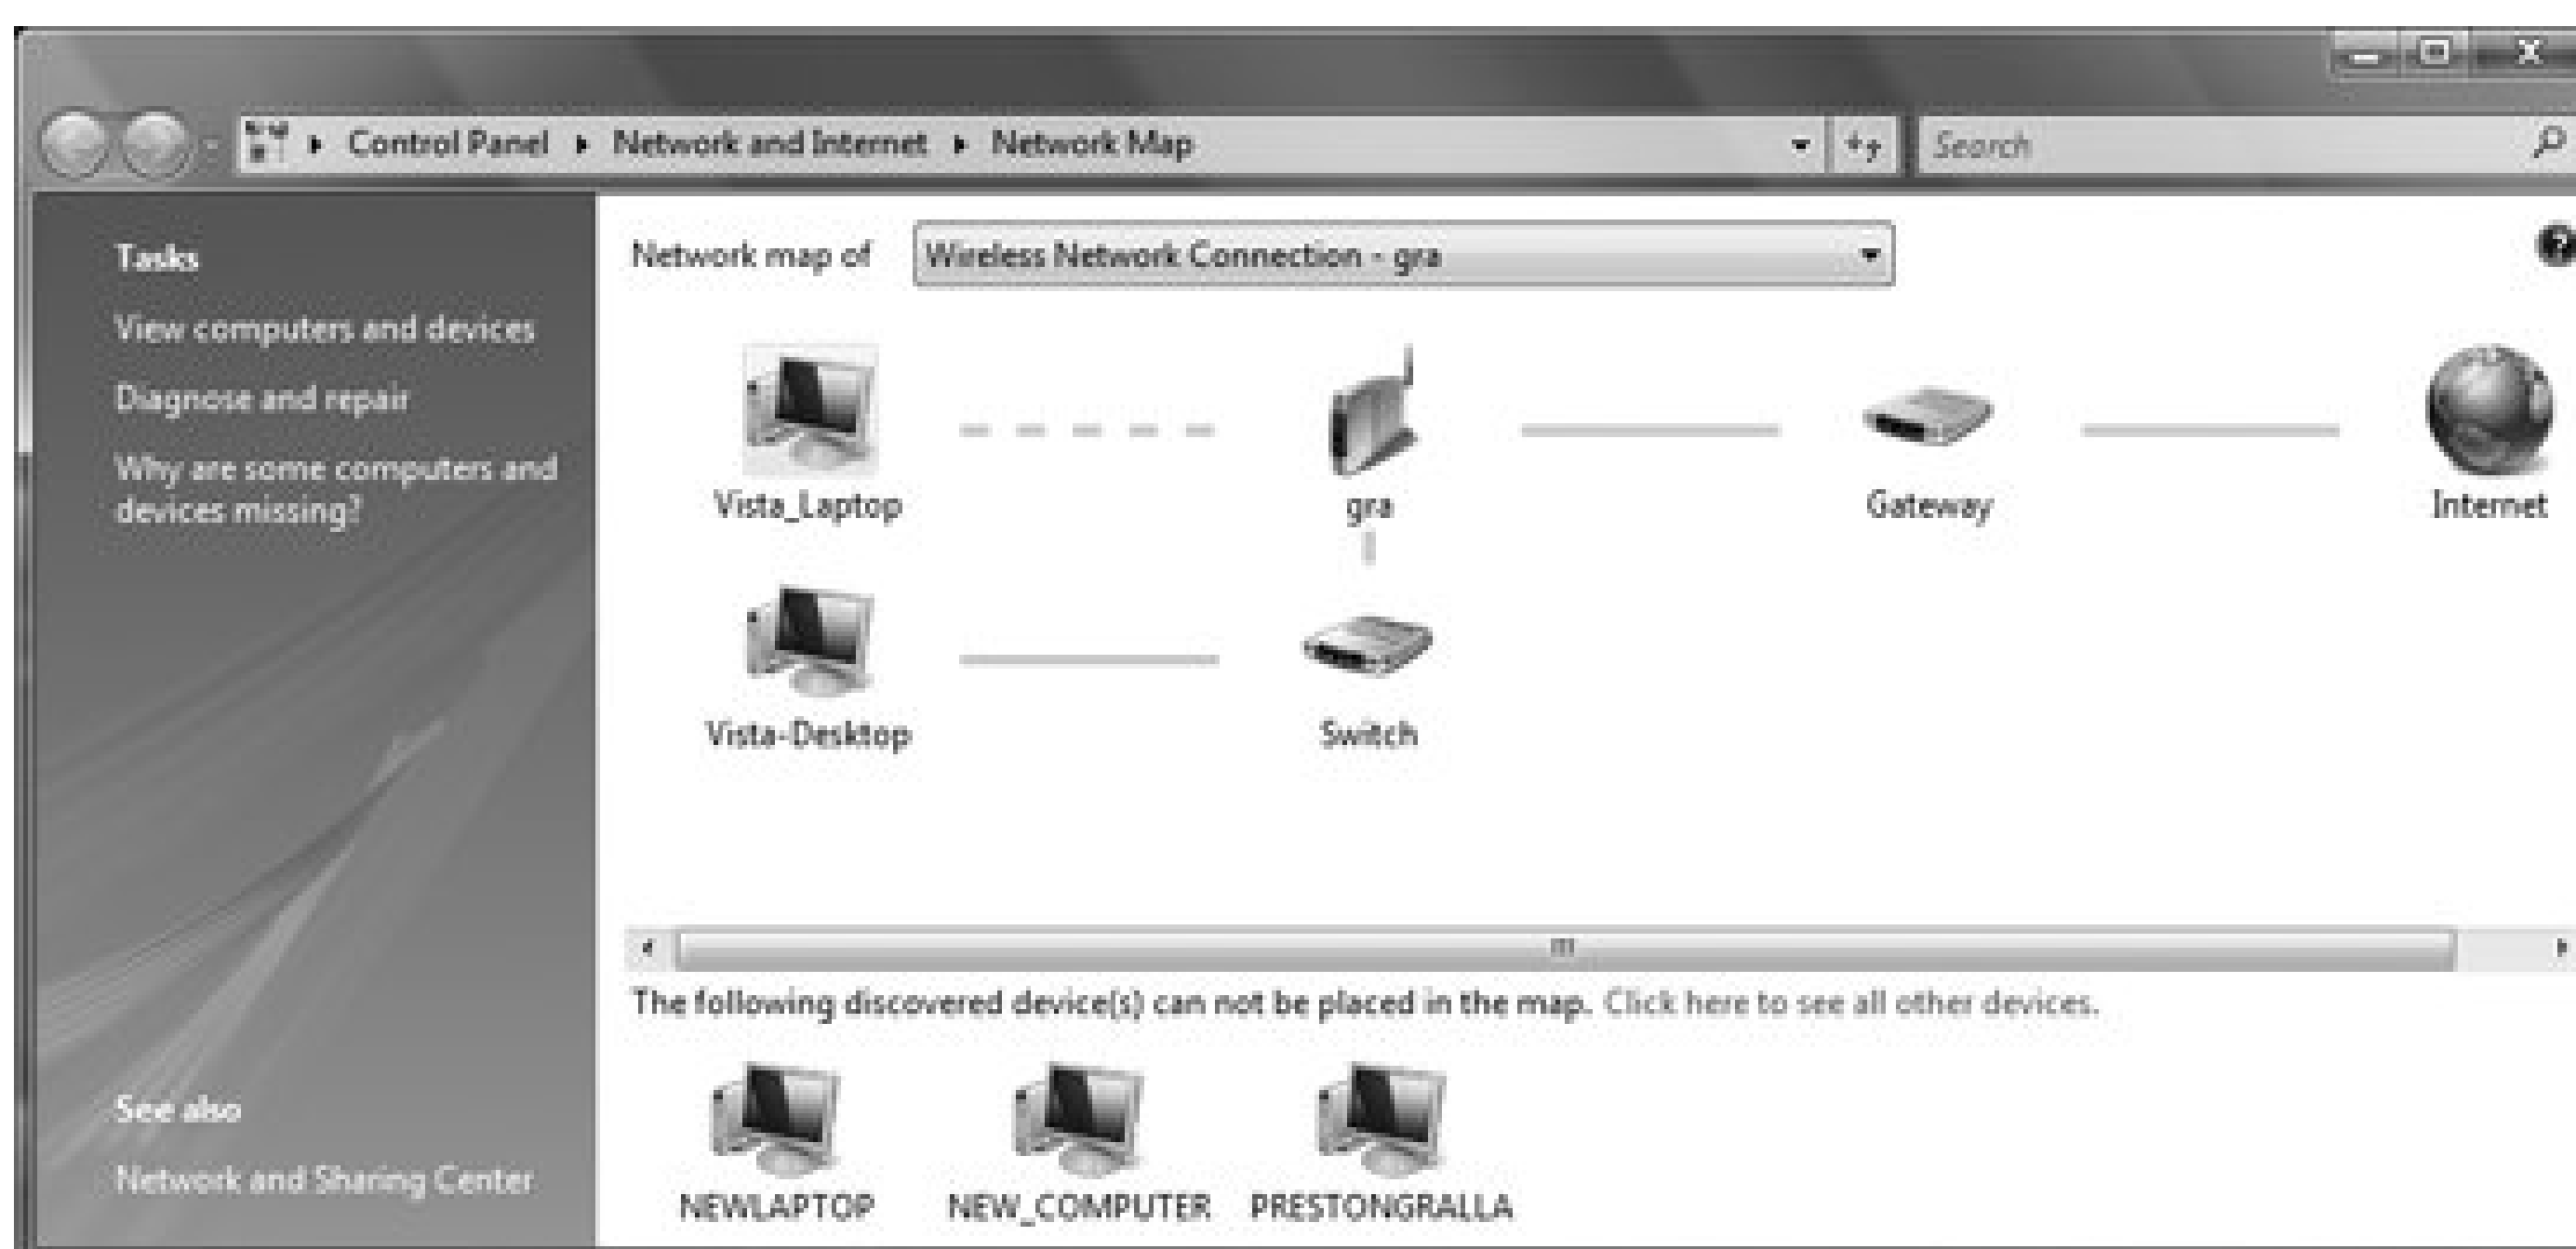 Control Panel Network and Internet Network Map
Search
Tasks
View computers and devices
Diagnose and repair
Why are some computers and
devices missing?
See also
Network and Sharing Center
Network map of Wireless Network Connection - gra
Vista_Laptop gra Gateway Internet
Vista-Desktop Switch
The following discovered device(s) can not be placed in the map. Click here to see all other devices.
NEWLAPTOP NEW_COMPUTER PRESTONGRALLA